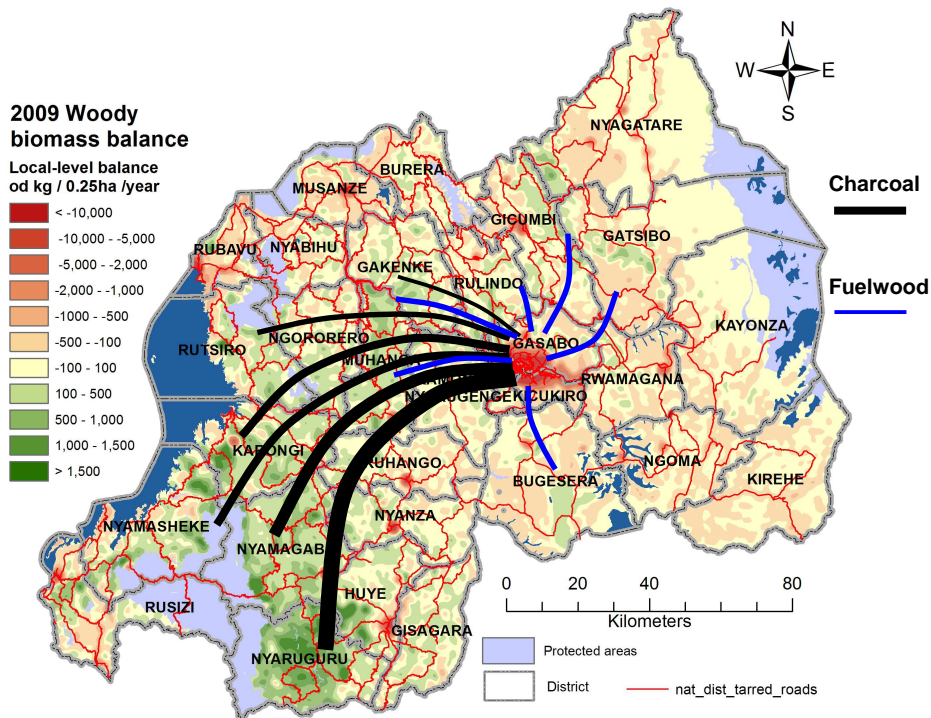 N
W E
S
2009 Woody
biomass balance
Local-level balance
od kg / 0.25ha /year
< -10,000
-10,000 - -5,000
-5,000 - -2,000
-2,000 - -1,000
-1000 - -500
-500 - -100
-100 - 100
100 - 500
500 - 1,000
1,000 - 1,500
> 1,500
Charcoal
Fuelwood
NYAGATARE
BURERA
MUSANZE
GICUMBI
GATSIBO
RUBAVU
NYABIHU
GAKENKE
RULINDO
KAYONZA
RUTSIRO
NGORORERO
GASABO
MUHANGA
RWAMAGANA
NYARUGENGE
KICUKIRO
KARONGI
RUHANGO
BUGESERA
NGOMA
KIREHE
NYAMASHEKE
NYANZA
NYAMAGAB
HUYE
RUSIZI
GISAGARA
NYARUGURU
0 20 40 80
Kilometers
Protected areas
District
nat_dist_tarred_roads